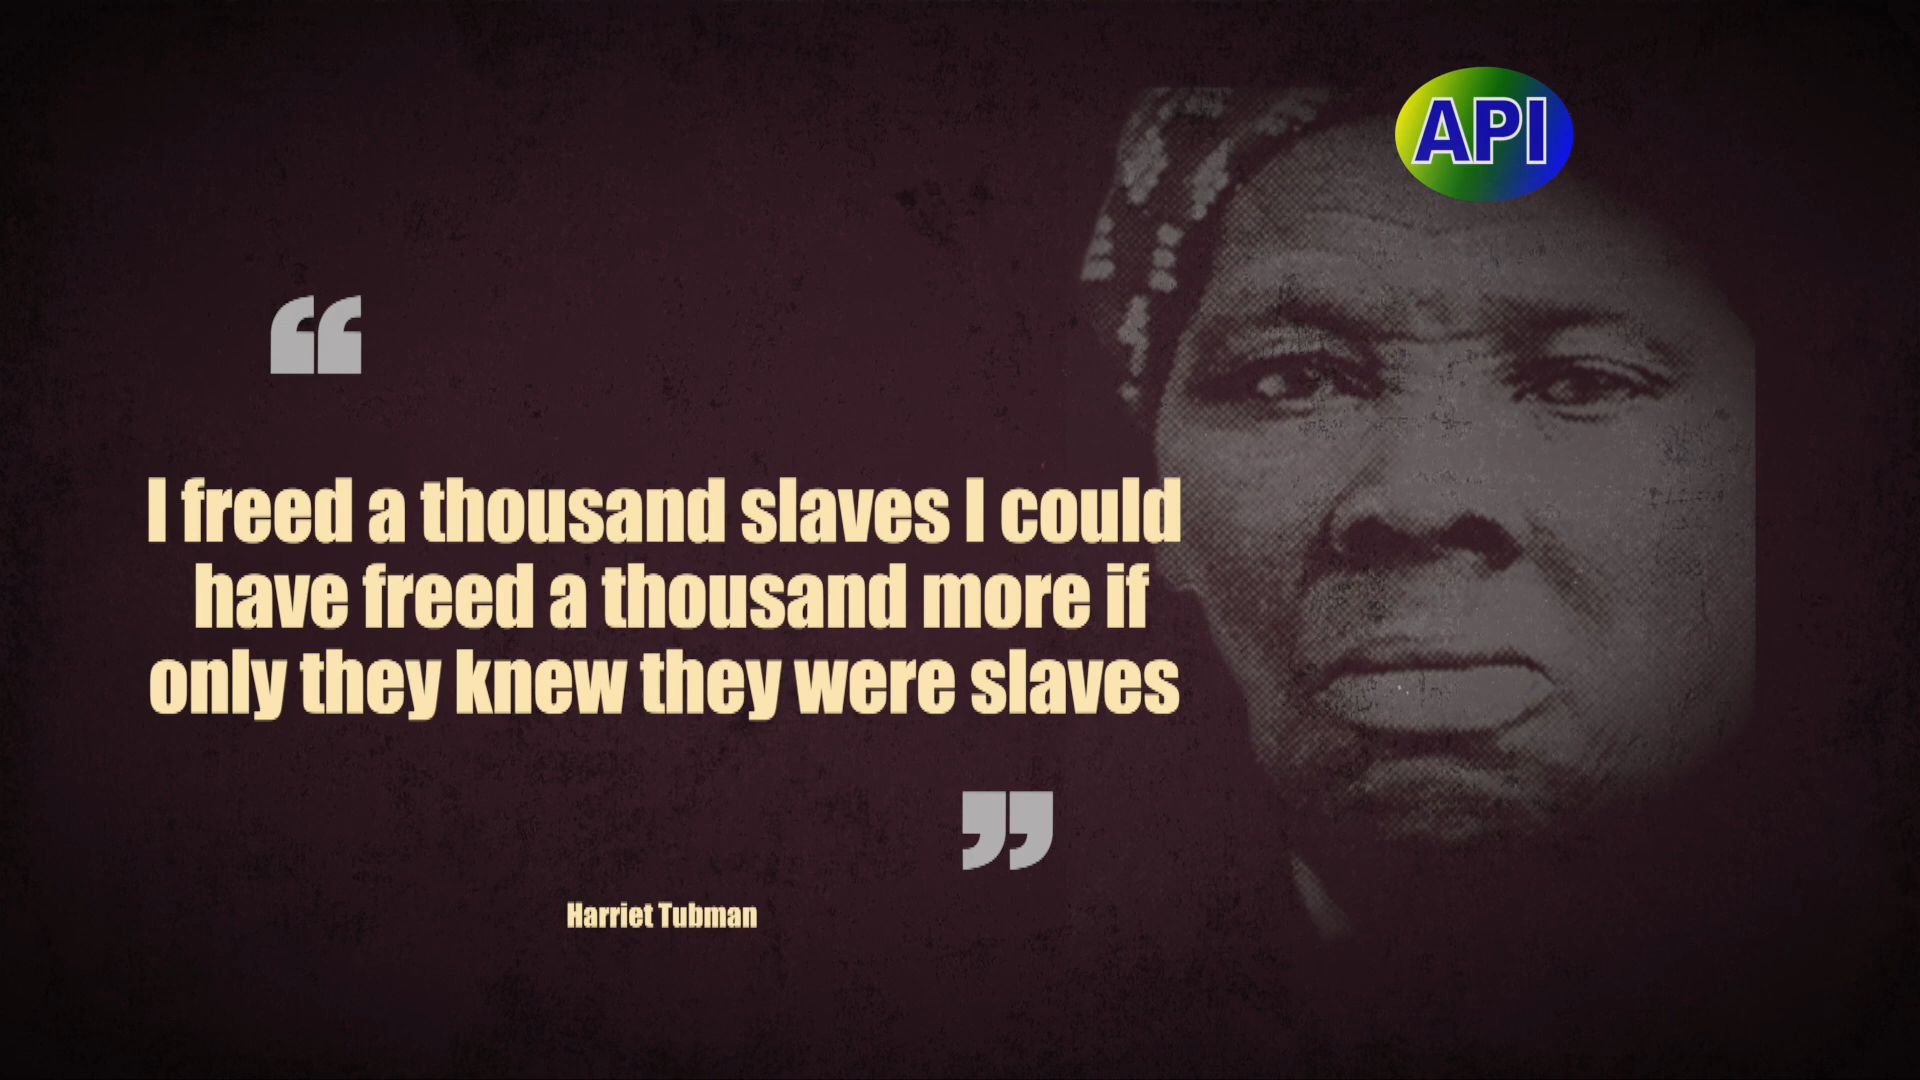 API
“
I freed a thousand slaves I could
have freed a thousand more if
only they knew they were slaves
”
Harriet Tubman